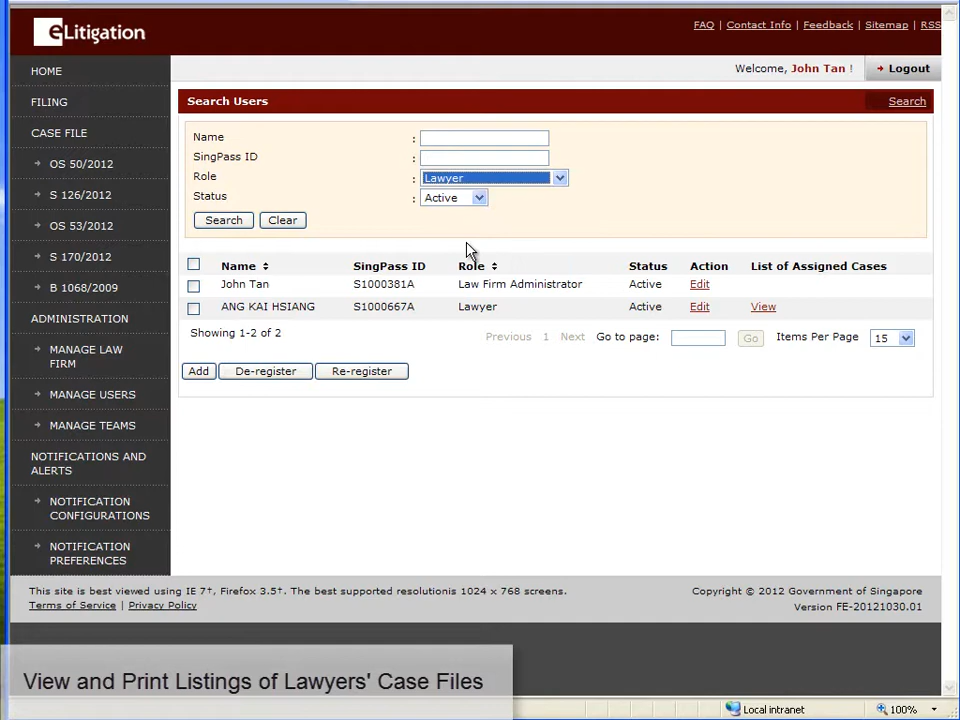 eLitigation
FAQ | Contact Info | Feedback | Sitemap | RSS
Welcome, John Tan ! Logout
HOME
FILING
CASE FILE
OS 50/2012
S 126/2012
OS 53/2012
S 170/2012
B 1068/2009
ADMINISTRATION
MANAGE LAW
FIRM
MANAGE USERS
MANAGE TEAMS
NOTIFICATIONS AND
ALERTS
NOTIFICATION
CONFIGURATIONS
NOTIFICATION
PREFERENCES
Search Users Search
Name :
SingPass ID :
Role : Lawyer
Status : Active
Search Clear
Name SingPass ID Role Status Action List of Assigned Cases
John Tan S1000381A Law Firm Administrator Active Edit
ANG KAI HSIANG S1000667A Lawyer Active Edit View
Showing 1-2 of 2 Previous 1 Next Go to page: Go Items Per Page 15
Add De-register Re-register
This site is best viewed using IE 7†, Firefox 3.5†. The best supported resolutionis 1024 x 768 screens.
Terms of Service | Privacy Policy
Copyright © 2012 Government of Singapore
Version FE-20121030.01
View and Print Listings of Lawyers' Case Files
Local intranet 100%